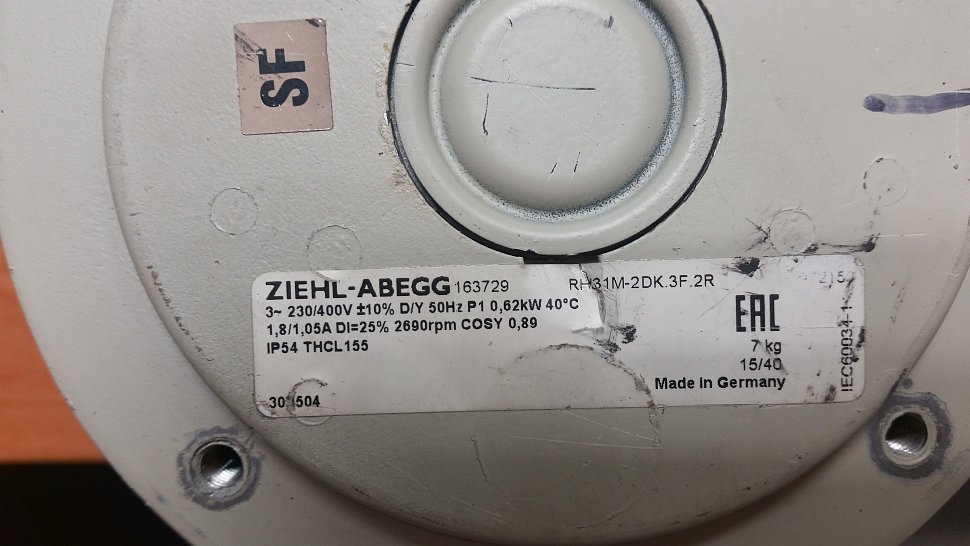 SF
ZIEHL-ABEGG 163729 RH31M-2DK.3F.2R
3~ 230/400V ±10% D/Y 50Hz P1 0,62kW 40°C
1,8/1,05A DI=25% 2690rpm COSY 0,89
IP54 THCL155
EAC
7 kg
15/40
Made in Germany
IEC60034-1